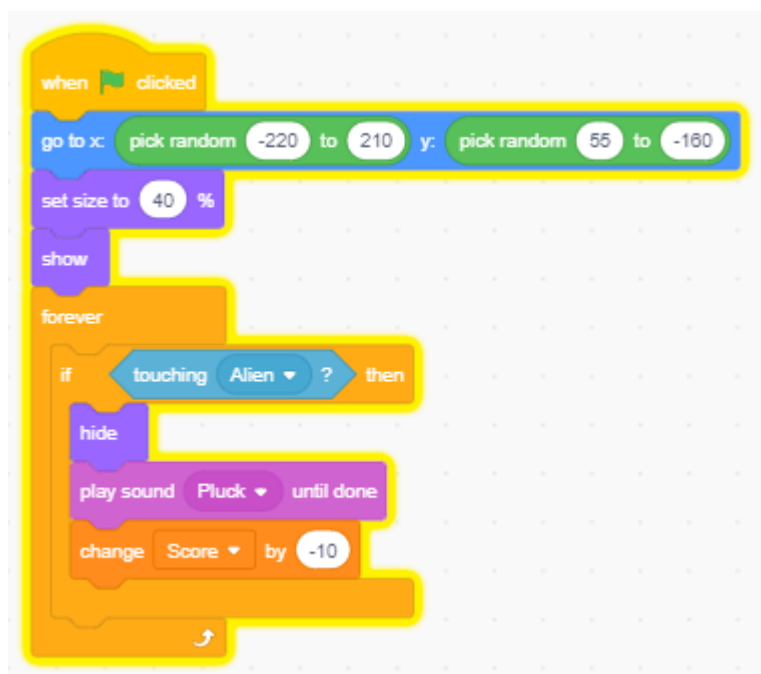 when clicked
go to x: pick random -220 to 210 y: pick random 55 to -160
set size to 40 %
show
forever
if touching Alien ? then
hide
play sound Pluck until done
change Score by -10